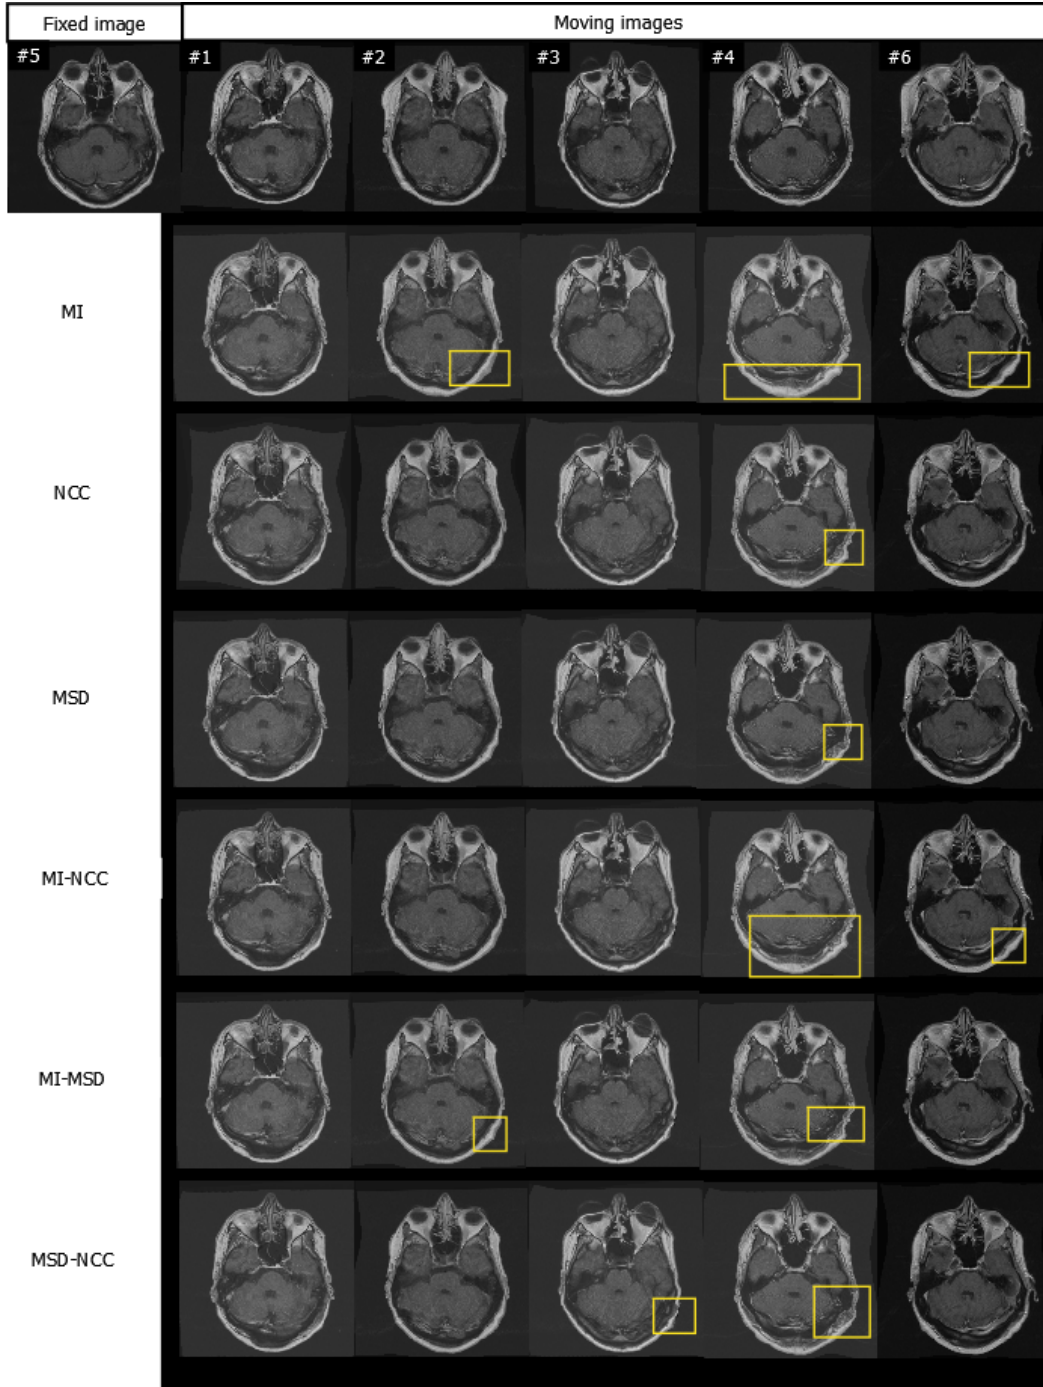 Fixed image
Moving images
#5
#1
#2
#3
#4
#6
MI
NCC
MSD
MI-NCC
MI-MSD
MSD-NCC